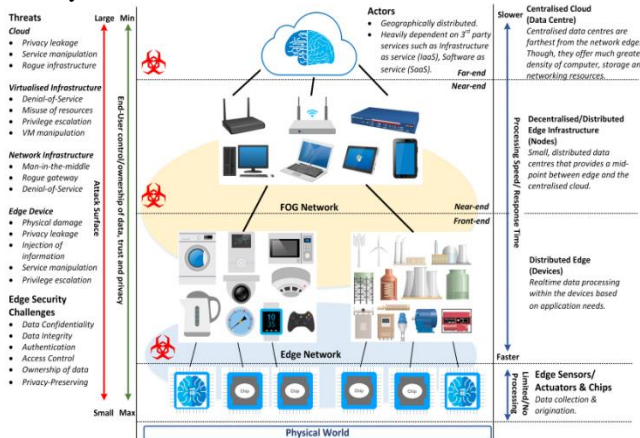 Threats
Cloud
• Privacy leakage
• Service manipulation
• Rogue infrastructure
Virtualised Infrastructure
• Denial-of-Service
• Misuse of resources
• Privilege escalation
• VM manipulation
Network Infrastructure
• Man-in-the-middle
• Rogue gateway
• Denial-of-Service
Edge Device
• Physical damage
• Privacy leakage
• Injection of
information
• Service manipulation
• Privilege escalation
Edge Security
Challenges
• Data Confidentiality
• Data Integrity
• Authentication
• Access Control
• Ownership of data
• Privacy-Preserving
Large
Attack Surface
Small
Min
End-User control/ownership of data, trust and privacy
Max
Actors
• Geographically distributed.
• Heavily dependent on 3rd party
services such as Infrastructure
as service (IaaS), Software as
service (SaaS).
Far-end
Near-end
FOG Network
Near-end
Front-end
Edge Network
Chip
Chip
Chip
Chip
Physical World
Slower
Processing Speed/ Response Time
Faster
Limited/No
Processing
Centralised Cloud
(Data Centre)
Centralised data centres are
farthest from the network edge.
Though, they offer much greater
density of computer, storage an
networking resources.
Decentralised/Distributed
Edge Infrastructure
(Nodes)
Small, distributed data
centres that provides a mid-
point between edge and the
centralised cloud.
Distributed Edge
(Devices)
Realtime data processing
within the devices based
on application needs.
Edge Sensors/
Actuators & Chips
Data collection &
origination.